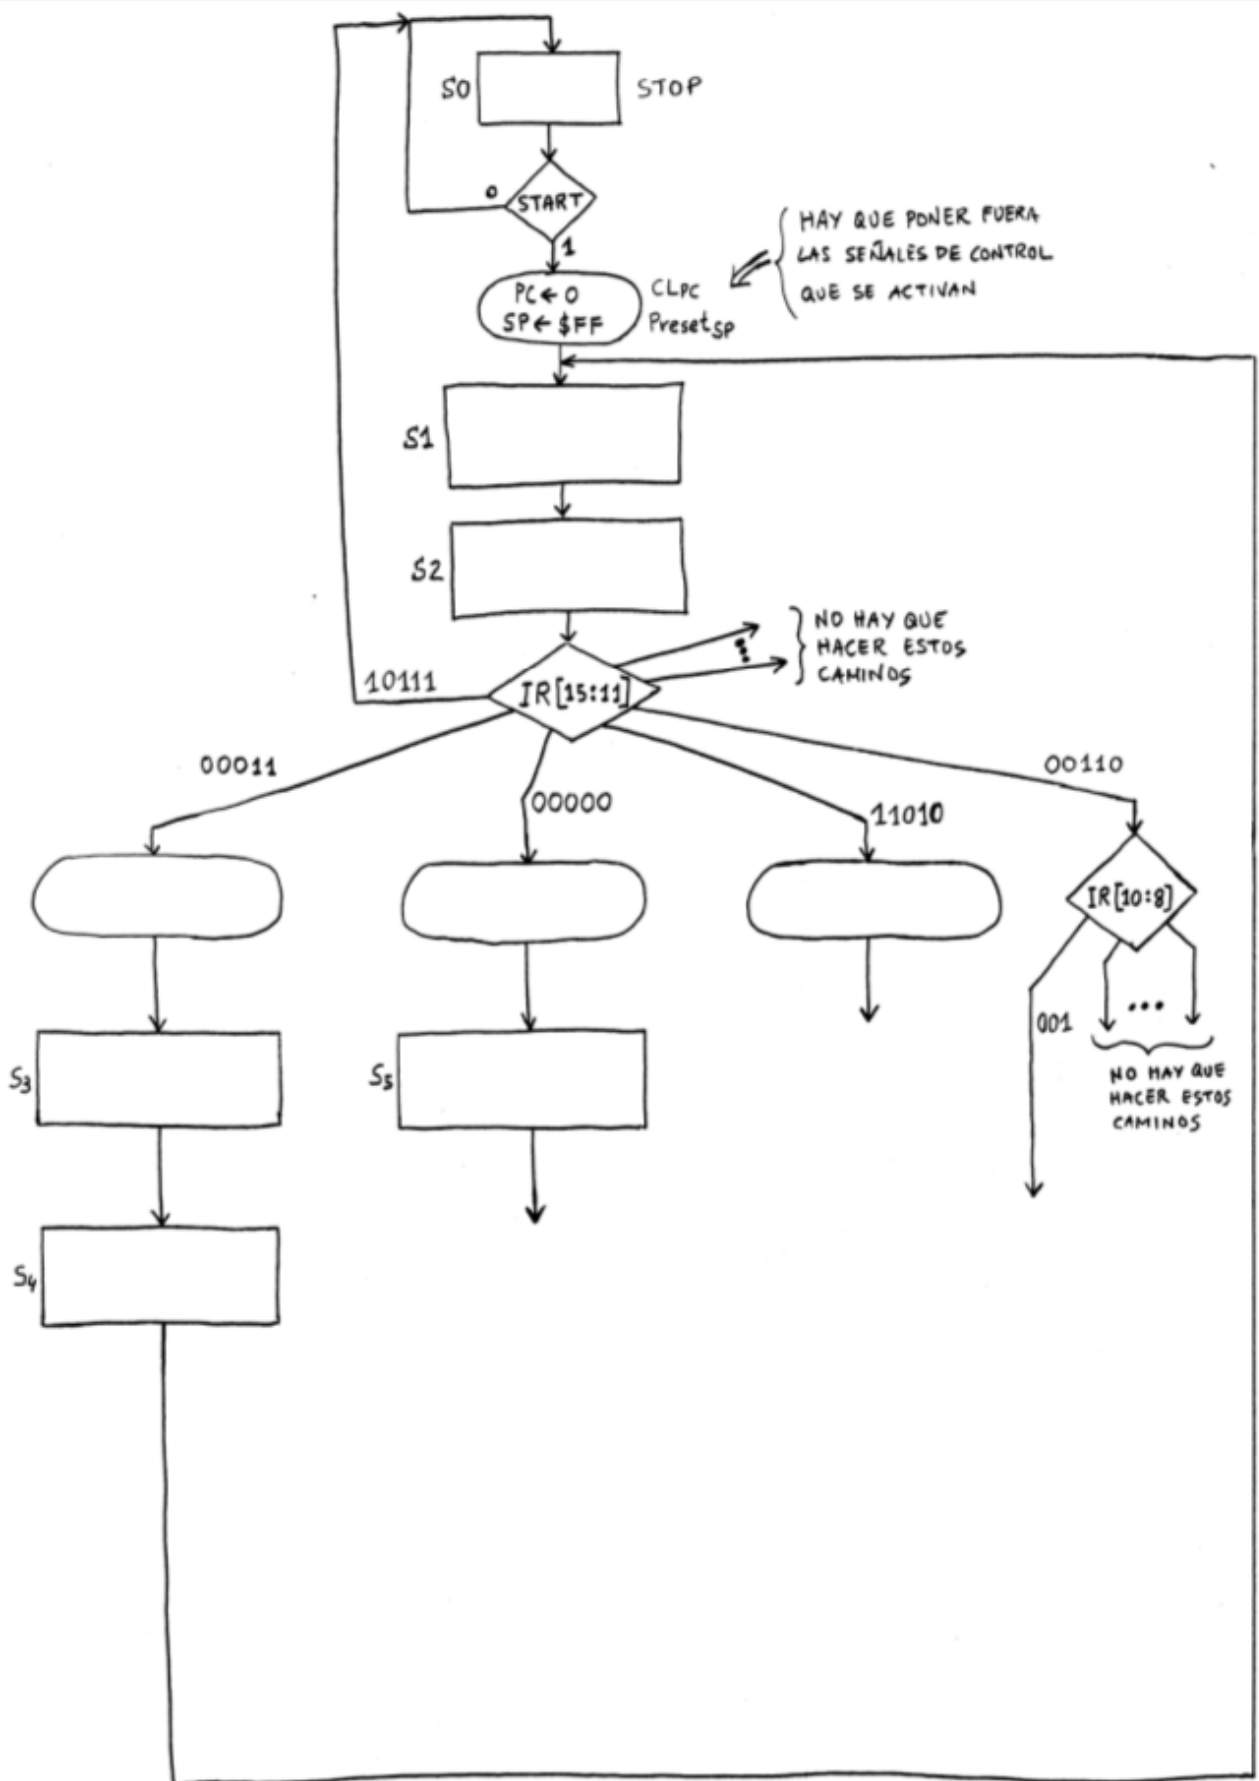 S0
STOP
0
START
1
PC ← 0
SP ← $FF
CLPC
PresetSP
HAY QUE PONER FUERA
LAS SEÑALES DE CONTROL
QUE SE ACTIVAN
S1
S2
10111
IR[15:11]
NO HAY QUE
HACER ESTOS
CAMINOS
00011
00000
11010
00110
IR[10:8]
001
...
NO HAY QUE
HACER ESTOS
CAMINOS
S3
S5
S4